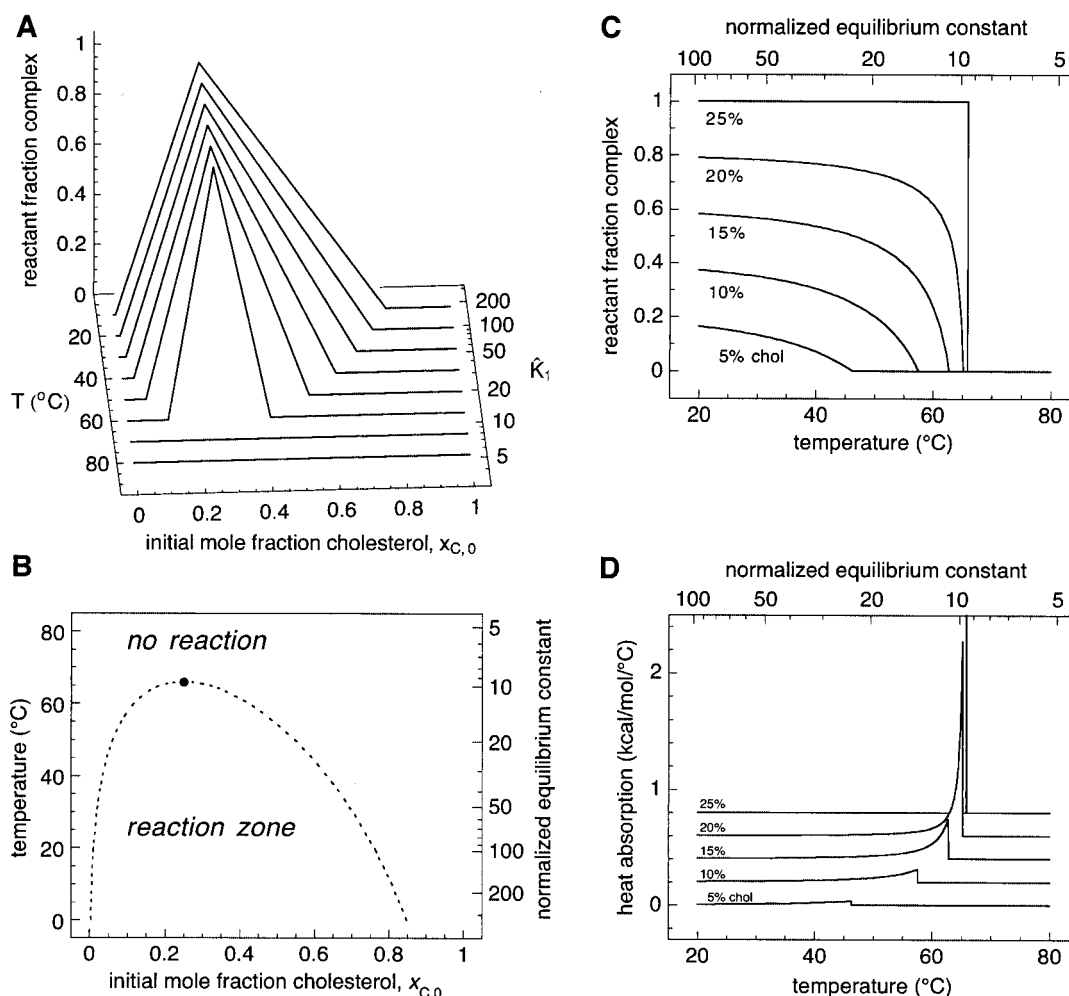 A
1
0.8
0.6
0.4
0.2
0
reactant fraction complex
20
40
60
80
T (°C)
200
100
50
20
10
5
K̂₁
0 0.2 0.4 0.6 0.8 1
initial mole fraction cholesterol, x_C,0
B
80
60
40
20
0
temperature (°C)
no reaction
reaction zone
5
10
20
50
100
200
normalized equilibrium constant
0 0.2 0.4 0.6 0.8 1
initial mole fraction cholesterol, x_C,0
C
normalized equilibrium constant
100 50 20 10 5
1
0.8
0.6
0.4
0.2
0
reactant fraction complex
25%
20%
15%
10%
5% chol
20 40 60 80
temperature (°C)
D
normalized equilibrium constant
100 50 20 10 5
2
1
0
heat absorption (kcal/mol/°C)
25%
20%
15%
10%
5% chol
20 40 60 80
temperature (°C)